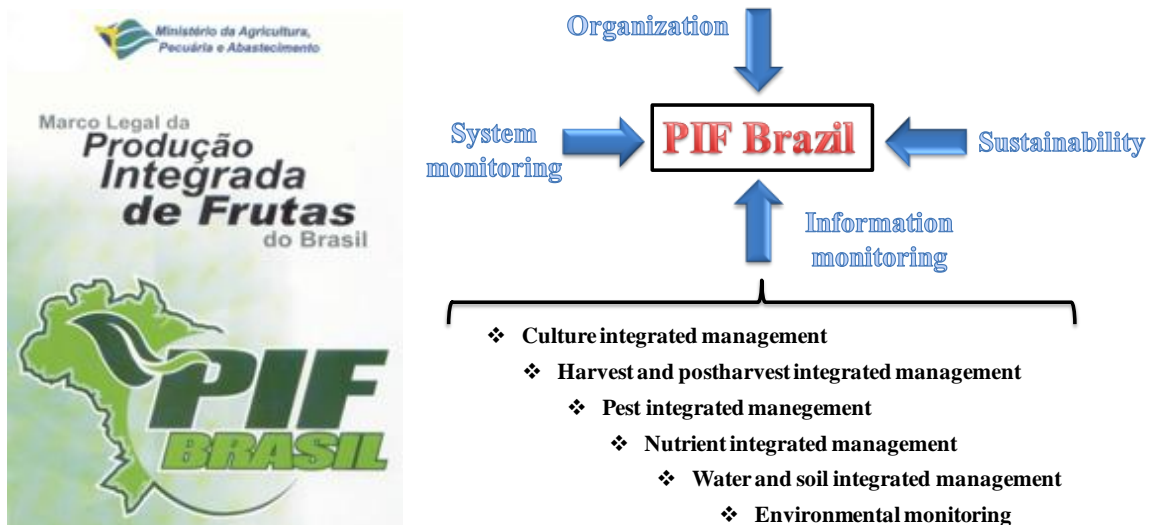 Ministério da Agricultura,
Pecuária e Abastecimento
Marco Legal da
Produção
Integrada
de Frutas
do Brasil
PIF
BRASIL
Organization
System
monitoring
PIF Brazil
Sustainability
Information
monitoring
❖ Culture integrated management
❖ Harvest and postharvest integrated management
❖ Pest integrated manegement
❖ Nutrient integrated management
❖ Water and soil integrated management
❖ Environmental monitoring